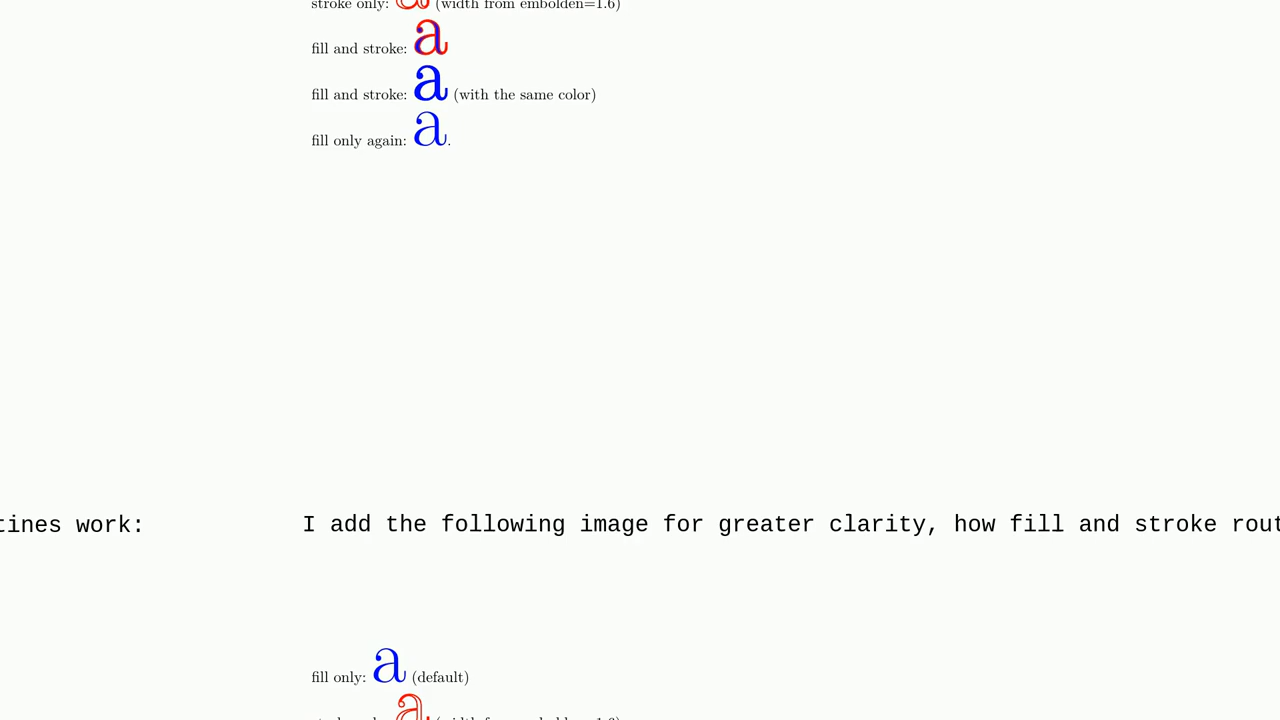 stroke only: a (width from embolden=1.6)
fill and stroke: a
fill and stroke: a (with the same color)
fill only again: a.
tines work: I add the following image for greater clarity, how fill and stroke rout
fill only: a (default)